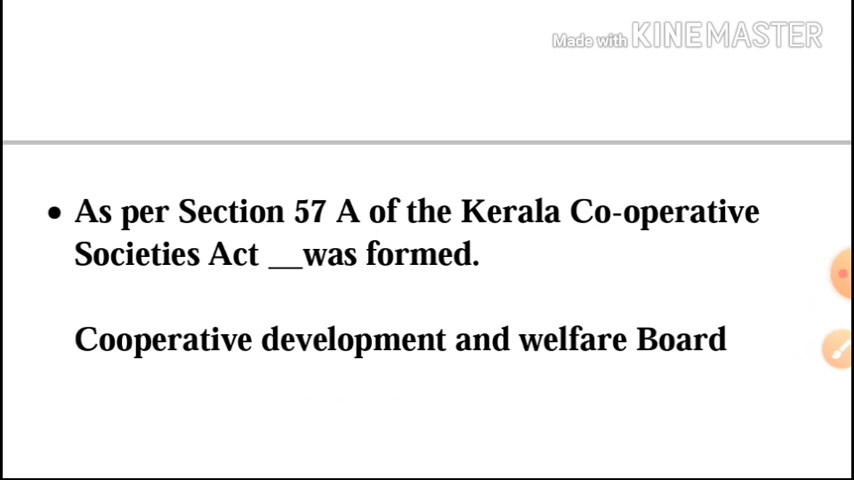 Made with KINEMASTER
• As per Section 57 A of the Kerala Co-operative
Societies Act __was formed.
Cooperative development and welfare Board